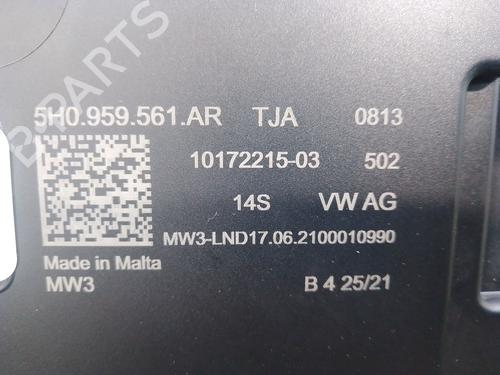 B PARTS
5H0.959.561.AR TJA 0813
10172215-03 502
14S VW AG
MW3-LND17.06.2100010990
Made in Malta
MW3 B 4 25/21